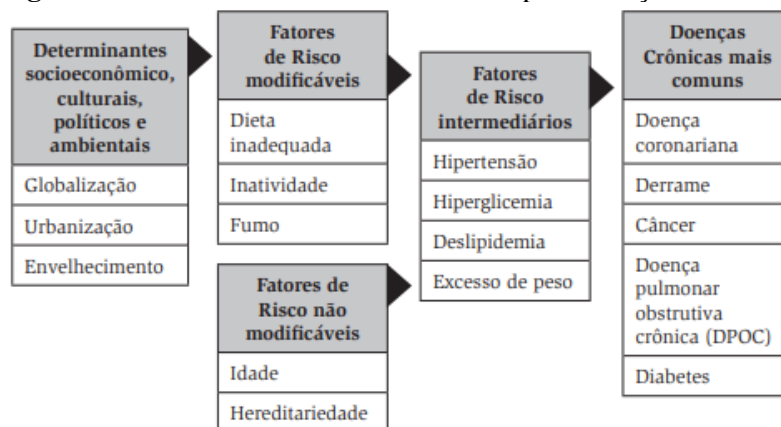 Determinantes
socioeconômico,
culturais,
políticos e
ambientais
Globalização
Urbanização
Envelhecimento
Fatores
de Risco
modificáveis
Dieta
inadequada
Inatividade
Fumo
Fatores de
Risco não
modificáveis
Idade
Hereditariedade
Fatores
de Risco
intermediários
Hipertensão
Hiperglicemia
Deslipidemia
Excesso de peso
Doenças
Crônicas mais
comuns
Doença
coronariana
Derrame
Câncer
Doença
pulmonar
obstrutiva
crônica (DPOC)
Diabetes